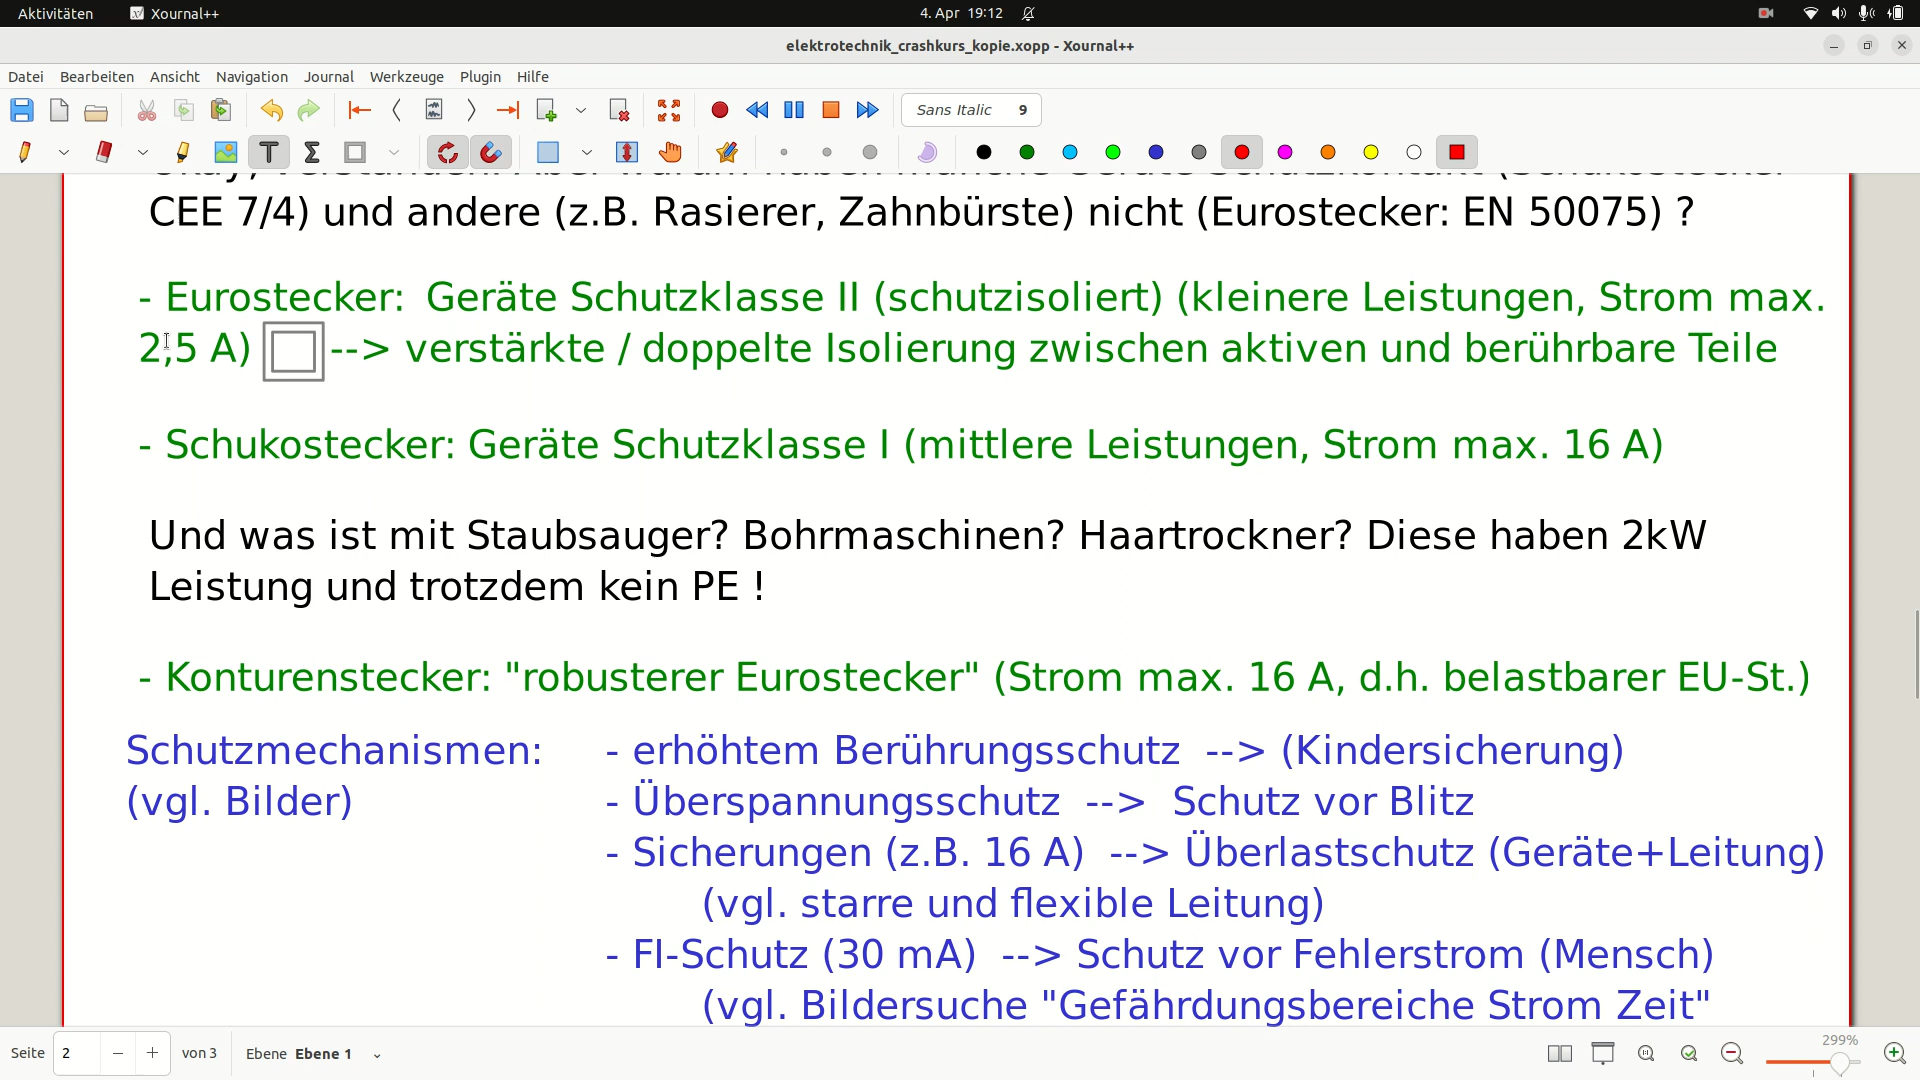 Aktivitäten Xournal++ 4. Apr 19:12
elektrotechnik_crashkurs_kopie.xopp - Xournal++
Datei Bearbeiten Ansicht Navigation Journal Werkzeuge Plugin Hilfe
Sans Italic 9
CEE 7/4) und andere (z.B. Rasierer, Zahnbürste) nicht (Eurostecker: EN 50075) ?
- Eurostecker: Geräte Schutzklasse II (schutzisoliert) (kleinere Leistungen, Strom max.
2,5 A) --> verstärkte / doppelte Isolierung zwischen aktiven und berührbare Teile
- Schukostecker: Geräte Schutzklasse I (mittlere Leistungen, Strom max. 16 A)
Und was ist mit Staubsauger? Bohrmaschinen? Haartrockner? Diese haben 2kW
Leistung und trotzdem kein PE !
- Konturenstecker: "robusterer Eurostecker" (Strom max. 16 A, d.h. belastbarer EU-St.)
Schutzmechanismen: - erhöhtem Berührungsschutz --> (Kindersicherung)
(vgl. Bilder) - Überspannungsschutz --> Schutz vor Blitz
- Sicherungen (z.B. 16 A) --> Überlastschutz (Geräte+Leitung)
(vgl. starre und flexible Leitung)
- FI-Schutz (30 mA) --> Schutz vor Fehlerstrom (Mensch)
(vgl. Bildersuche "Gefährdungsbereiche Strom Zeit"
Seite 2 von 3 Ebene Ebene 1 299%